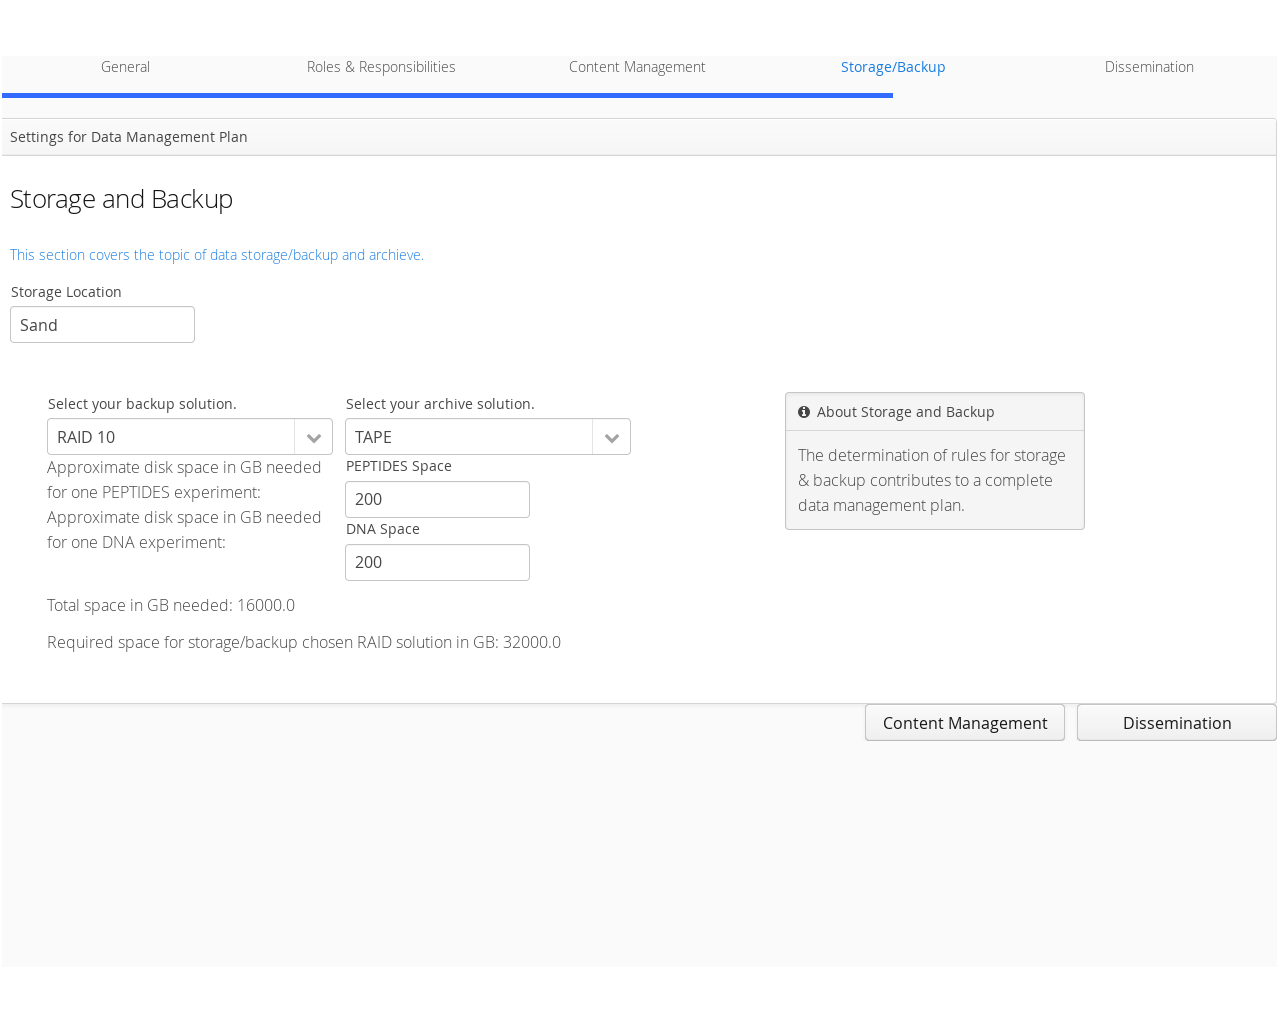 General
Roles & Responsibilities
Content Management
Storage/Backup
Dissemination
Settings for Data Management Plan
Storage and Backup
This section covers the topic of data storage/backup and archieve.
Storage Location
Sand
Select your backup solution.
RAID 10
Select your archive solution.
TAPE
Approximate disk space in GB needed
for one PEPTIDES experiment:
Approximate disk space in GB needed
for one DNA experiment:
PEPTIDES Space
200
DNA Space
200
Total space in GB needed: 16000.0
Required space for storage/backup chosen RAID solution in GB: 32000.0
About Storage and Backup
The determination of rules for storage
& backup contributes to a complete
data management plan.
Content Management
Dissemination